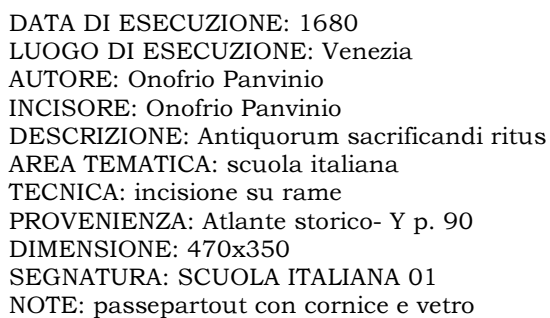 DATA DI ESECUZIONE: 1680
LUOGO DI ESECUZIONE: Venezia
AUTORE: Onofrio Panvinio
INCISORE: Onofrio Panvinio
DESCRIZIONE: Antiquorum sacrificandi ritus
AREA TEMATICA: scuola italiana
TECNICA: incisione su rame
PROVENIENZA: Atlante storico- Y p. 90
DIMENSIONE: 470x350
SEGNATURA: SCUOLA ITALIANA 01
NOTE: passepartout con cornice e vetro